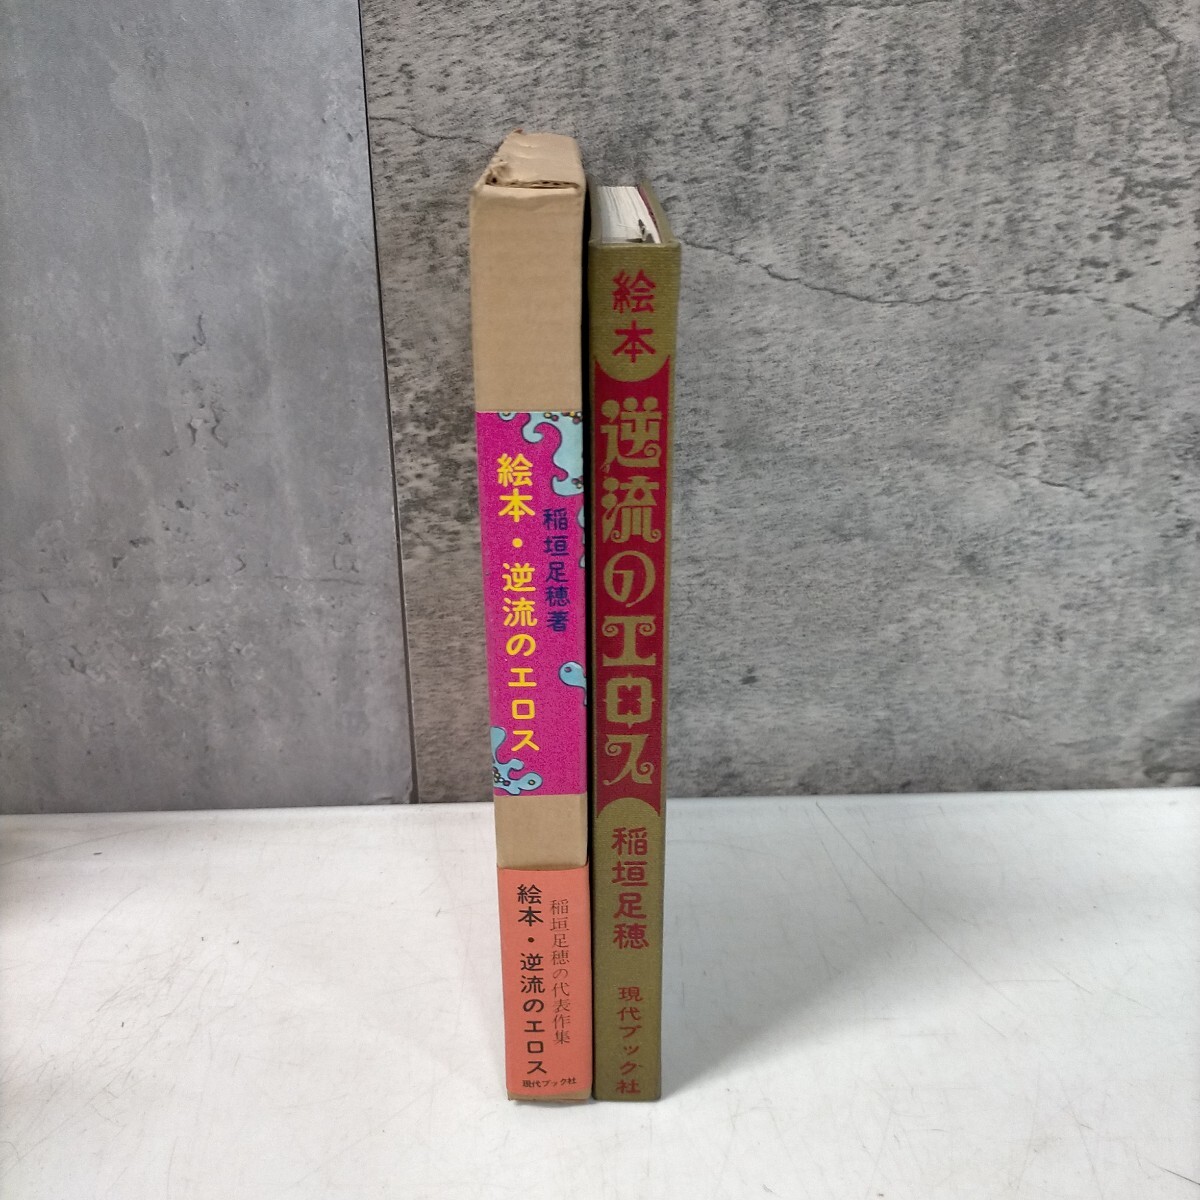 絵本・逆流のエロス
稲垣足穂著
稲垣足穂の代表作集
絵本・逆流のエロス
現代ブック社
絵本
逆流のエロス
稲垣足穂
現代ブック社